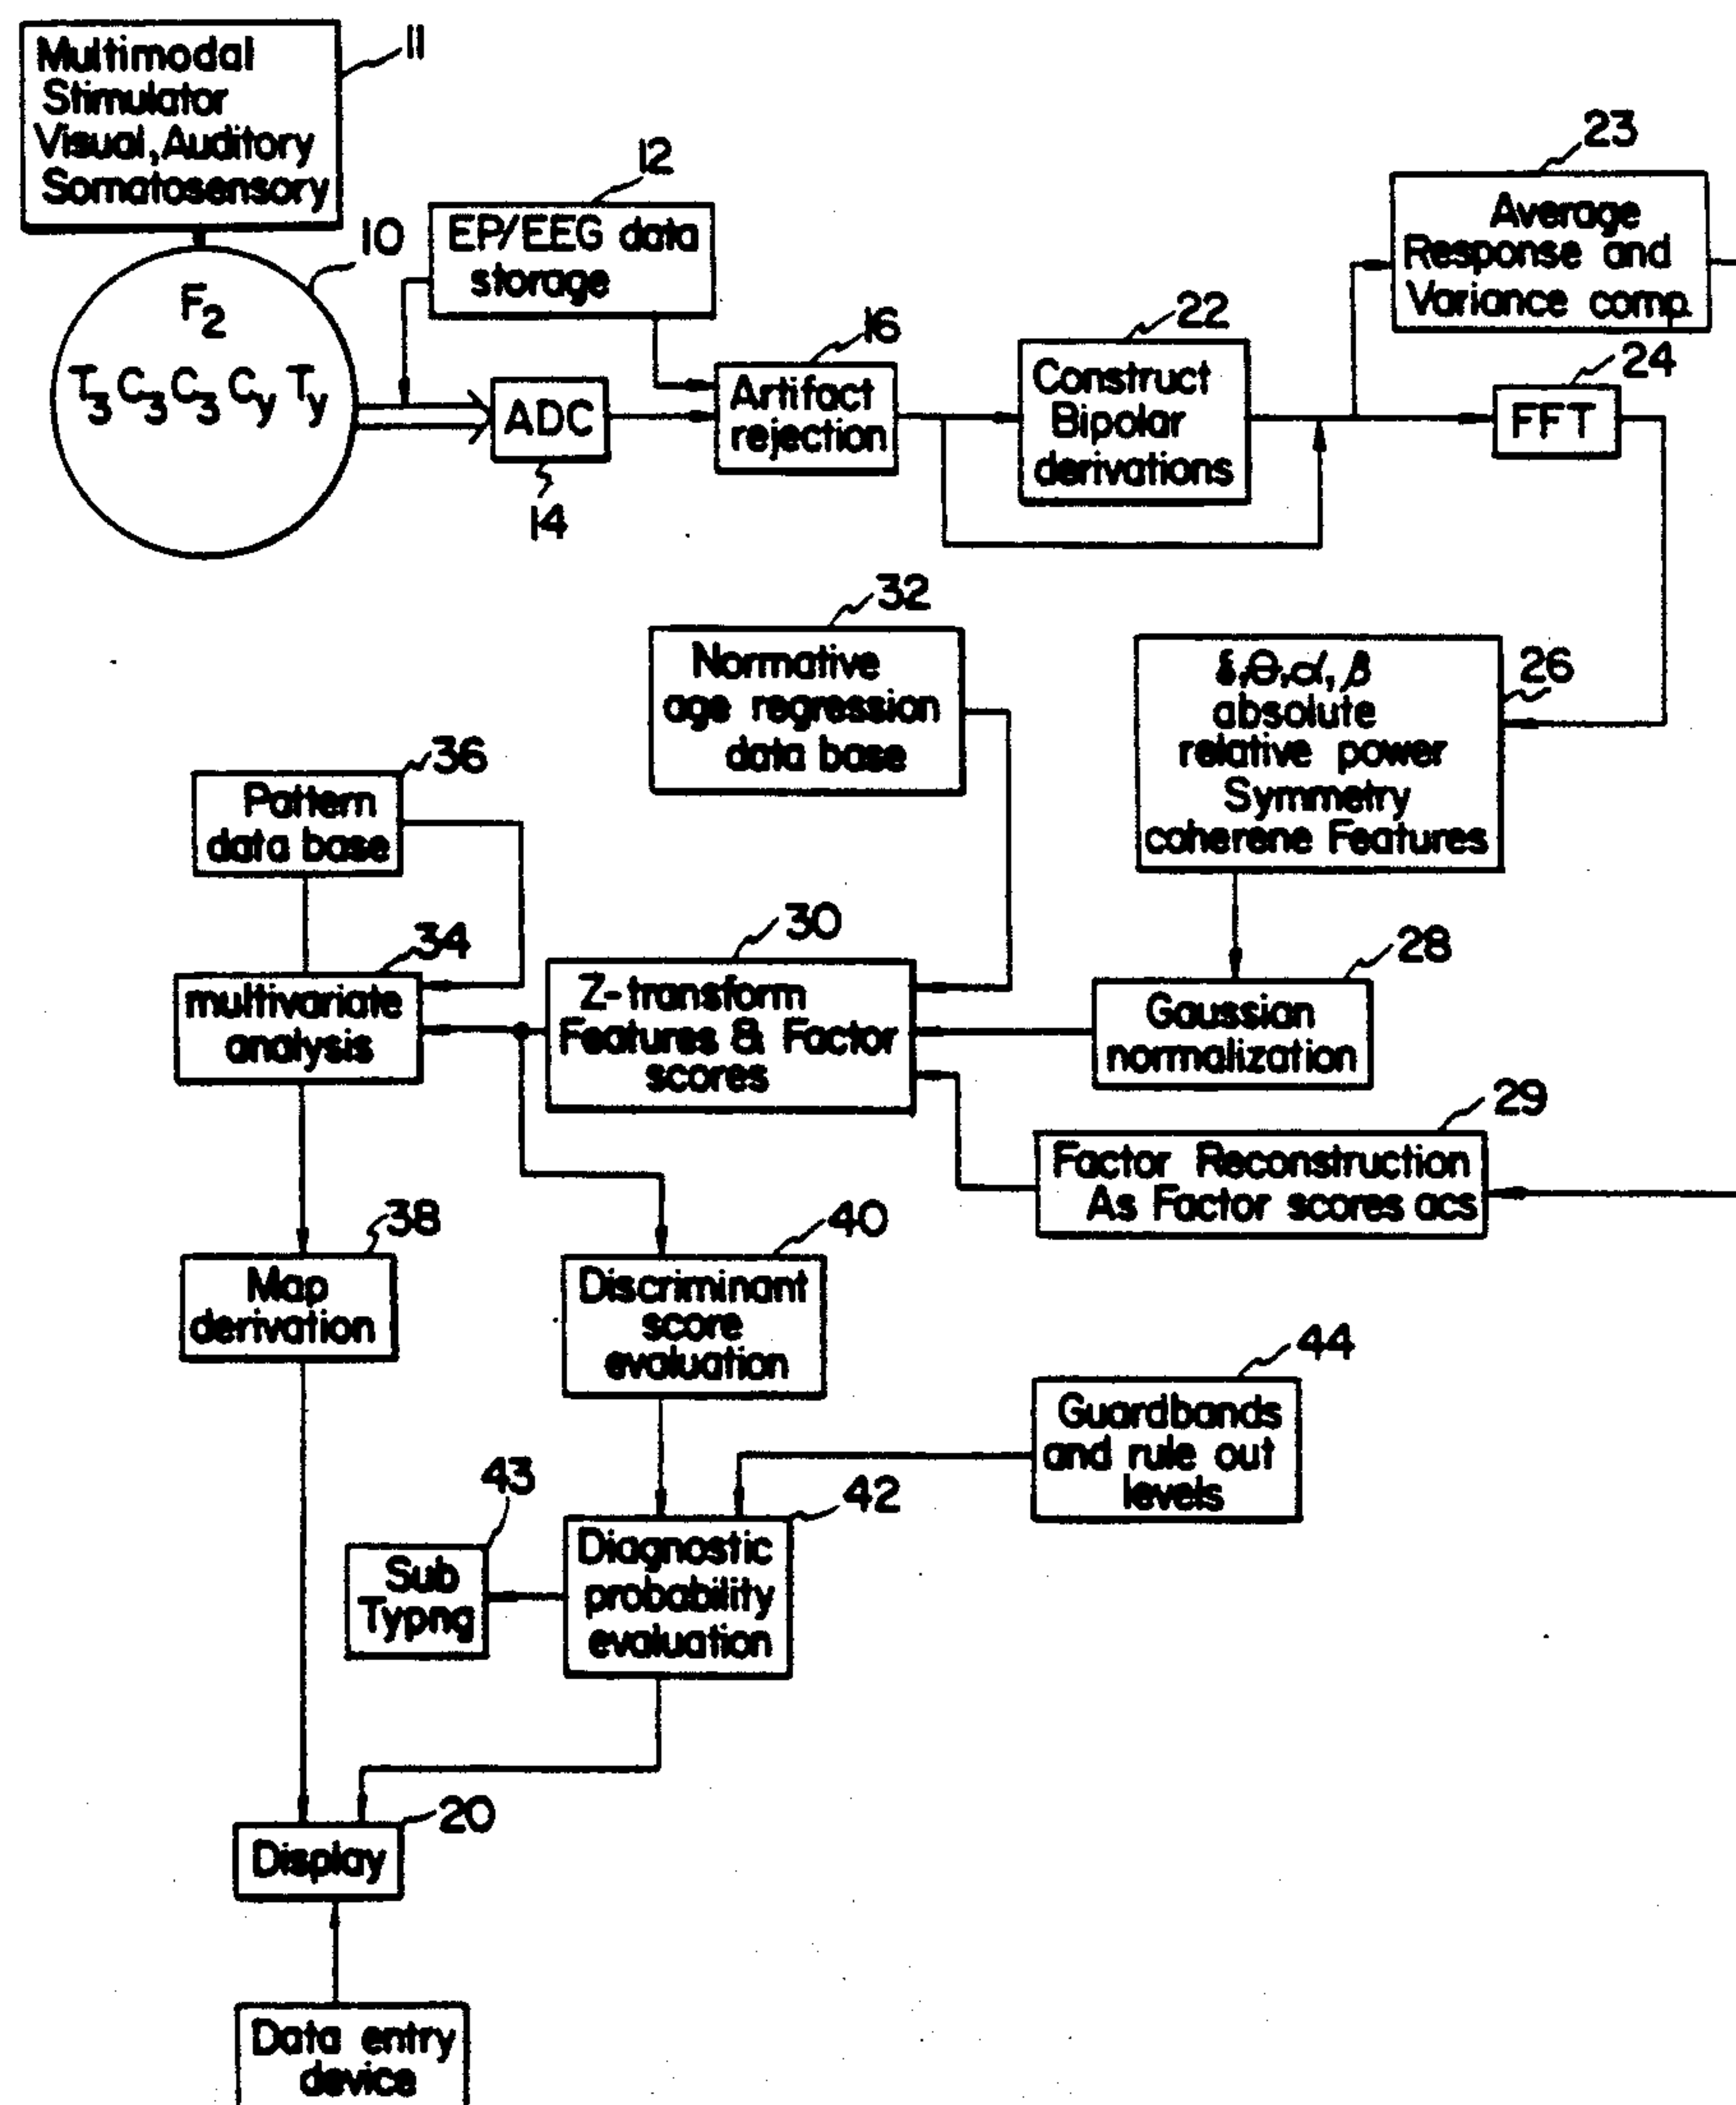 Multimodal
Stimulator
Visual, Auditory
Somatosensory
11
10
F2
T3 C3 C3 Cy Ty
12
EP/EEG data
storage
ADC
14
16
Artifact
rejection
22
Construct
Bipolar
derivations
23
Average
Response and
Variance comp.
24
FFT
32
Normative
age regression
data base
δ,θ,α,β
absolute
relative power
Symmetry
coherene Features
26
36
Pattern
data base
34
multivariate
analysis
30
Z-transform
Features & Factor
scores
28
Gaussian
normalization
29
Factor Reconstruction
As Factor scores acs
38
Map
derivation
40
Discriminant
score
evaluation
44
Guardbands
and rule out
levels
43
Sub
Typng
42
Diagnostic
probability
evaluation
20
Display
Data entry
device